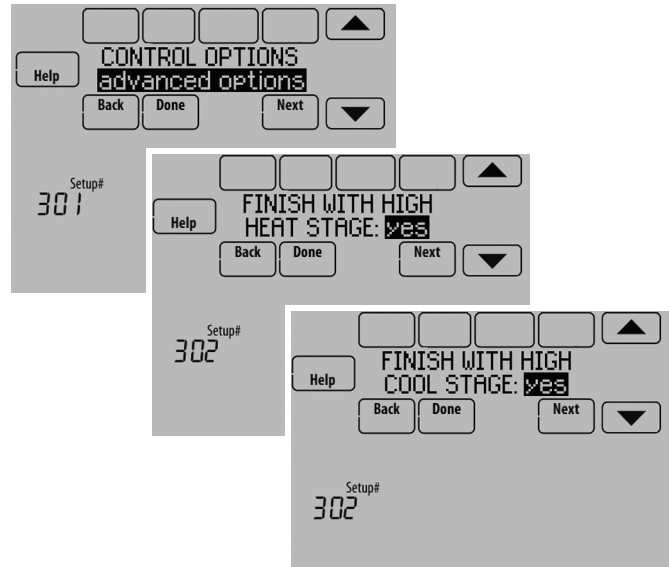 CONTROL OPTIONS
Help
advanced options
Back Done Next
Setup#
301
FINISH WITH HIGH
Help
HEAT STAGE: yes
Back Done Next
Setup#
302
FINISH WITH HIGH
Help
COOL STAGE: yes
Back Done Next
Setup#
302